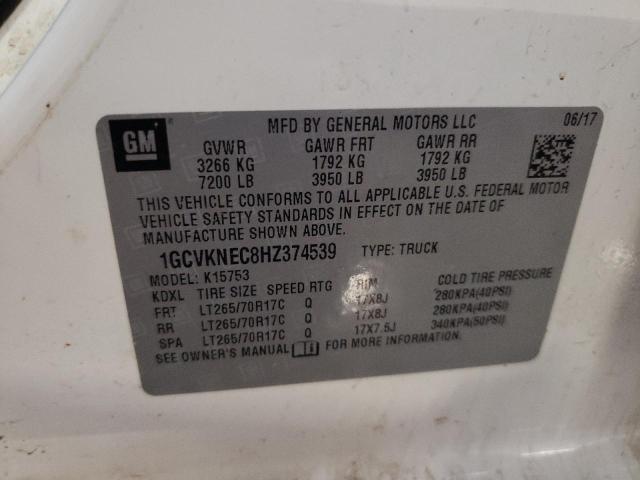 MFD BY GENERAL MOTORS LLC 06/17
GM
GVWR GAWR FRT GAWR RR
3266 KG 1792 KG 1792 KG
7200 LB 3950 LB 3950 LB
THIS VEHICLE CONFORMS TO ALL APPLICABLE U.S. FEDERAL MOTOR
VEHICLE SAFETY STANDARDS IN EFFECT ON THE DATE OF
MANUFACTURE SHOWN ABOVE.
1GCVKNEC8HZ374539 TYPE: TRUCK
MODEL: K15753
KDXL TIRE SIZE SPEED RTG RIM COLD TIRE PRESSURE
FRT LT265/70R17C Q 17X8J 280KPA(40PSI)
RR LT265/70R17C Q 17X8J 280KPA(40PSI)
SPA LT265/70R17C Q 17X7.5J 340KPA(50PSI)
SEE OWNER'S MANUAL FOR MORE INFORMATION.